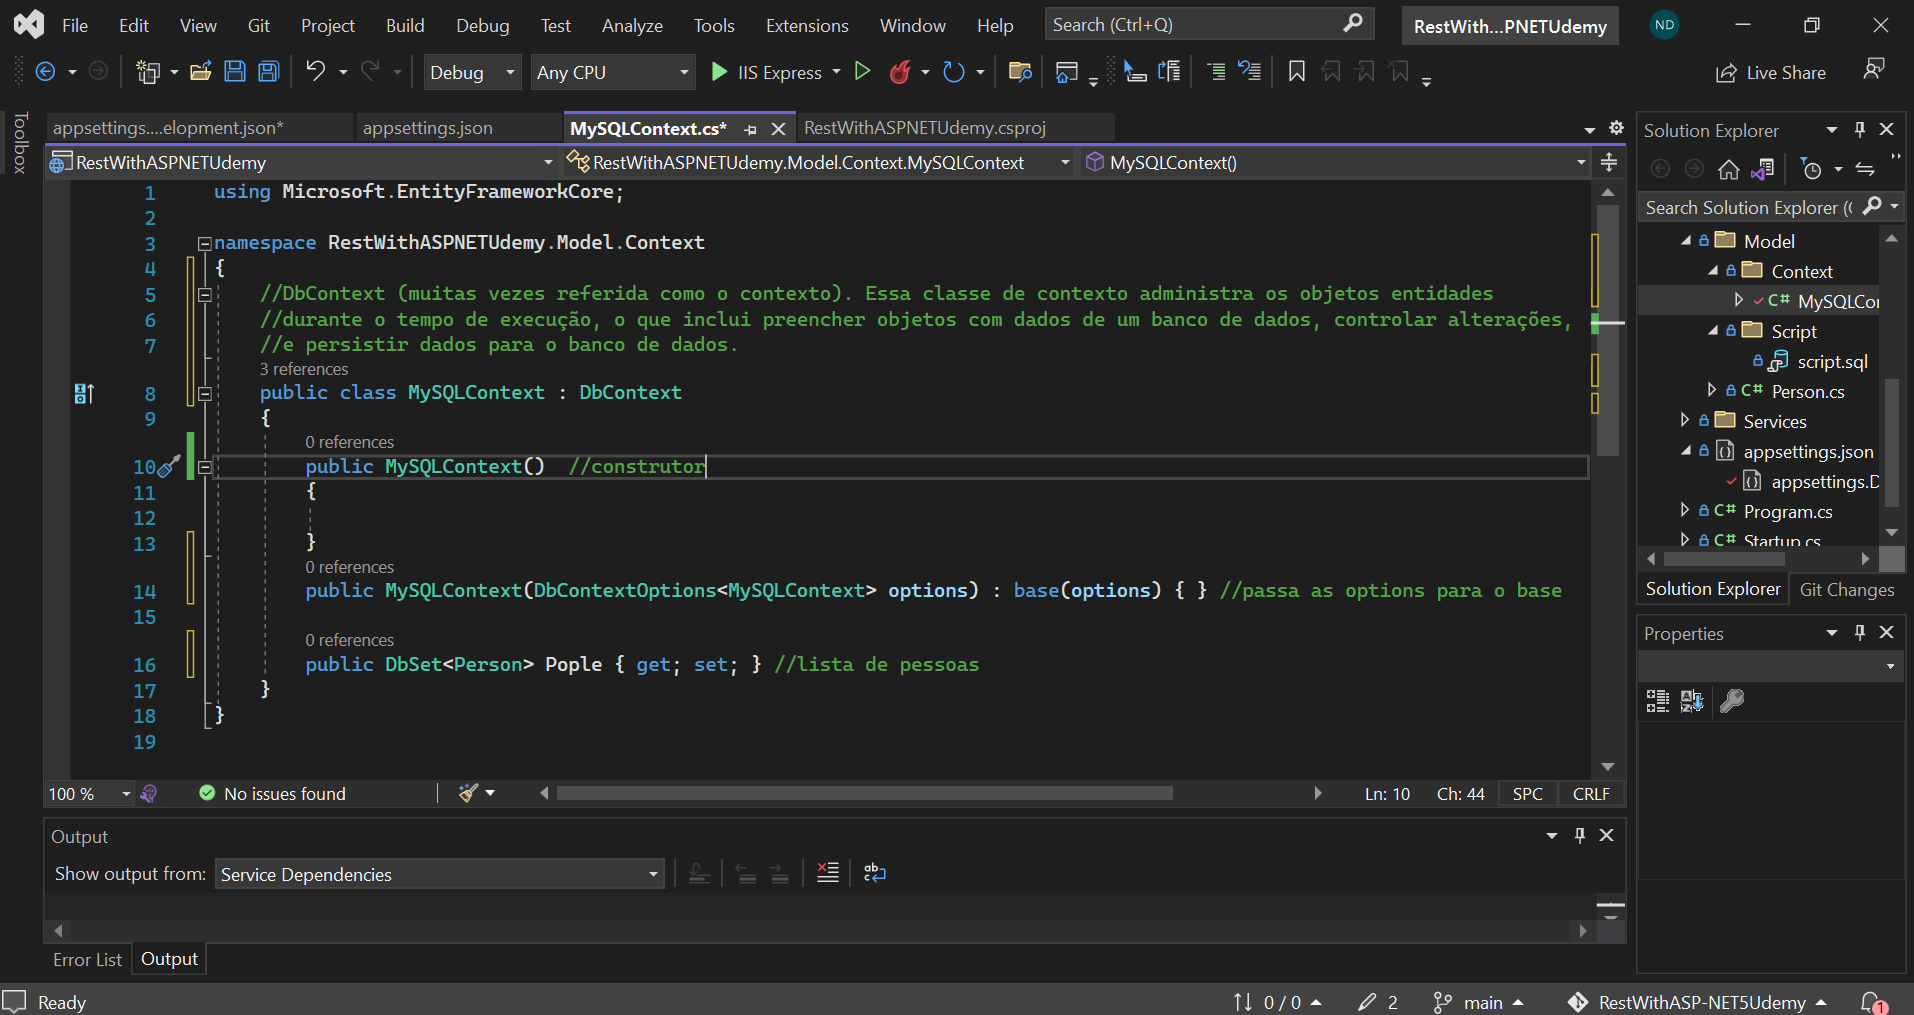 File Edit View Git Project Build Debug Test Analyze Tools Extensions Window Help Search (Ctrl+Q) RestWith...PNETUdemy ND
Debug Any CPU IIS Express Live Share
Toolbox
appsettings....elopment.json* appsettings.json MySQLContext.cs* RestWithASPNETUdemy.csproj
RestWithASPNETUdemy RestWithASPNETUdemy.Model.Context.MySQLContext MySQLContext()
1 using Microsoft.EntityFrameworkCore;
2
3 namespace RestWithASPNETUdemy.Model.Context
4 {
5 //DbContext (muitas vezes referida como o contexto). Essa classe de contexto administra os objetos entidades
6 //durante o tempo de execução, o que inclui preencher objetos com dados de um banco de dados, controlar alterações,
7 //e persistir dados para o banco de dados.
3 references
8 public class MySQLContext : DbContext
9 {
0 references
10 public MySQLContext() //construtor
11 {
12
13 }
0 references
14 public MySQLContext(DbContextOptions<MySQLContext> options) : base(options) { } //passa as options para o base
15
0 references
16 public DbSet<Person> Pople { get; set; } //lista de pessoas
17 }
18 }
19
100 % No issues found Ln: 10 Ch: 44 SPC CRLF
Output
Show output from: Service Dependencies
Error List Output
Solution Explorer
Search Solution Explorer (
Model
Context
C# MySQLCo
Script
script.sql
C# Person.cs
Services
appsettings.json
appsettings.D
C# Program.cs
C# Startup.cs
Solution Explorer Git Changes
Properties
Ready 0 / 0 2 main RestWithASP-NET5Udemy 1